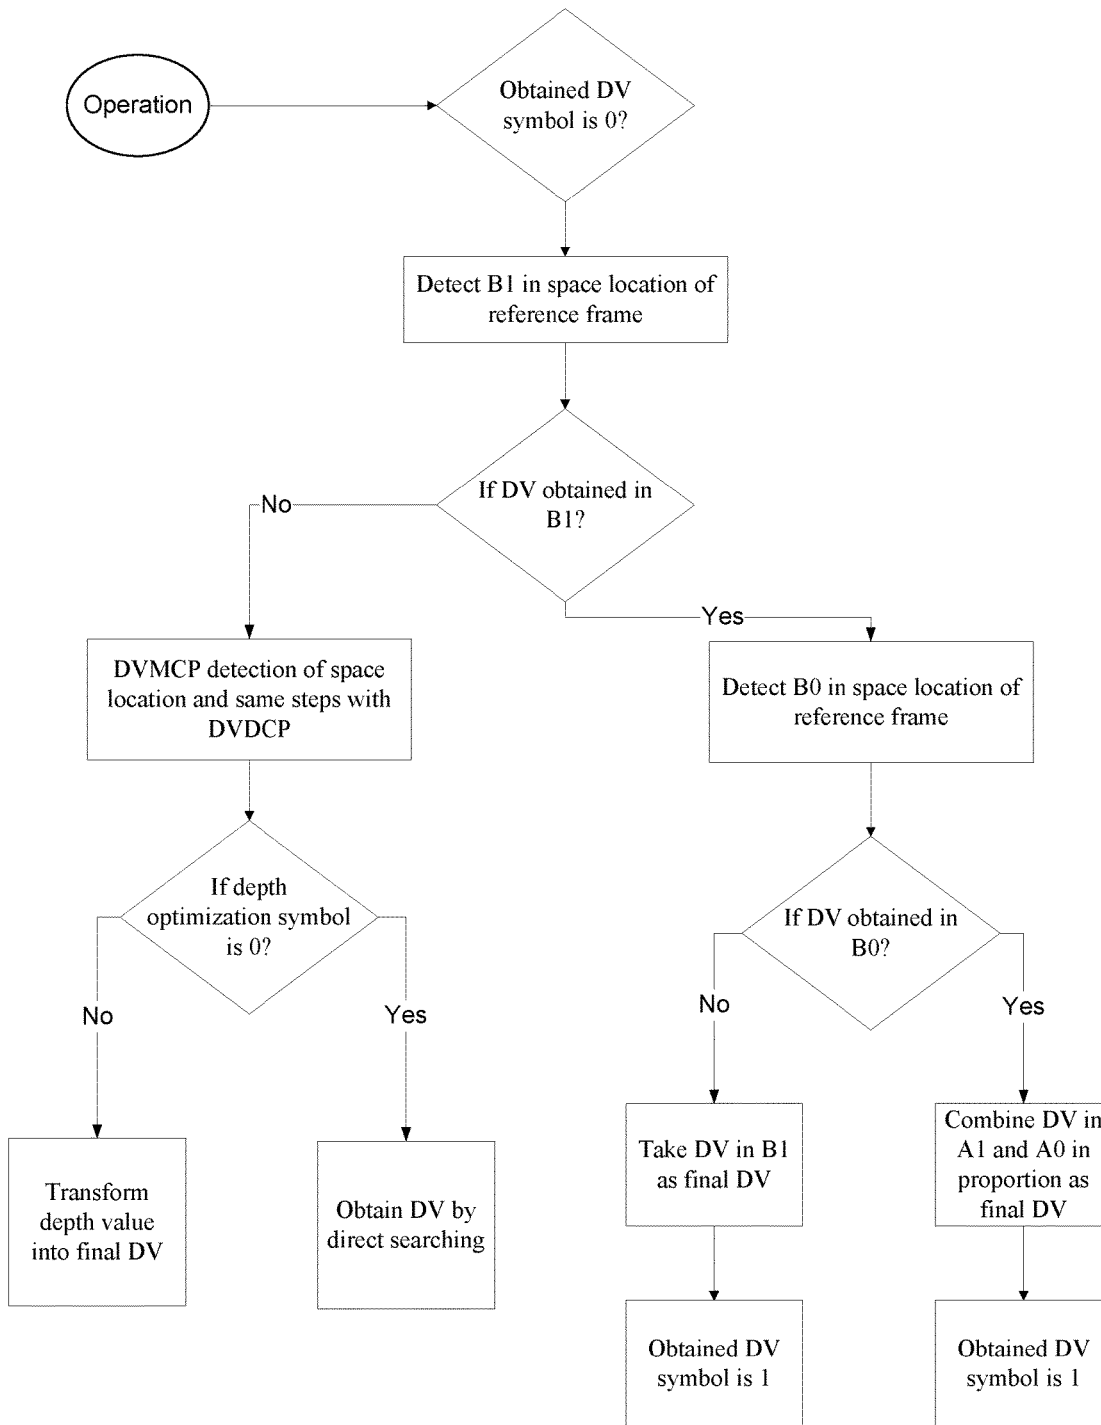 Operation
Obtained DV
symbol is 0?
Detect B1 in space location of
reference frame
If DV obtained in
B1?
No
Yes
DVMCP detection of space
location and same steps with
DVDCP
Detect B0 in space location of
reference frame
If depth
optimization symbol
is 0?
If DV obtained in
B0?
No
Yes
No
Yes
Transform
depth value
into final DV
Obtain DV by
direct searching
Take DV in B1
as final DV
Combine DV in
A1 and A0 in
proportion as
final DV
Obtained DV
symbol is 1
Obtained DV
symbol is 1